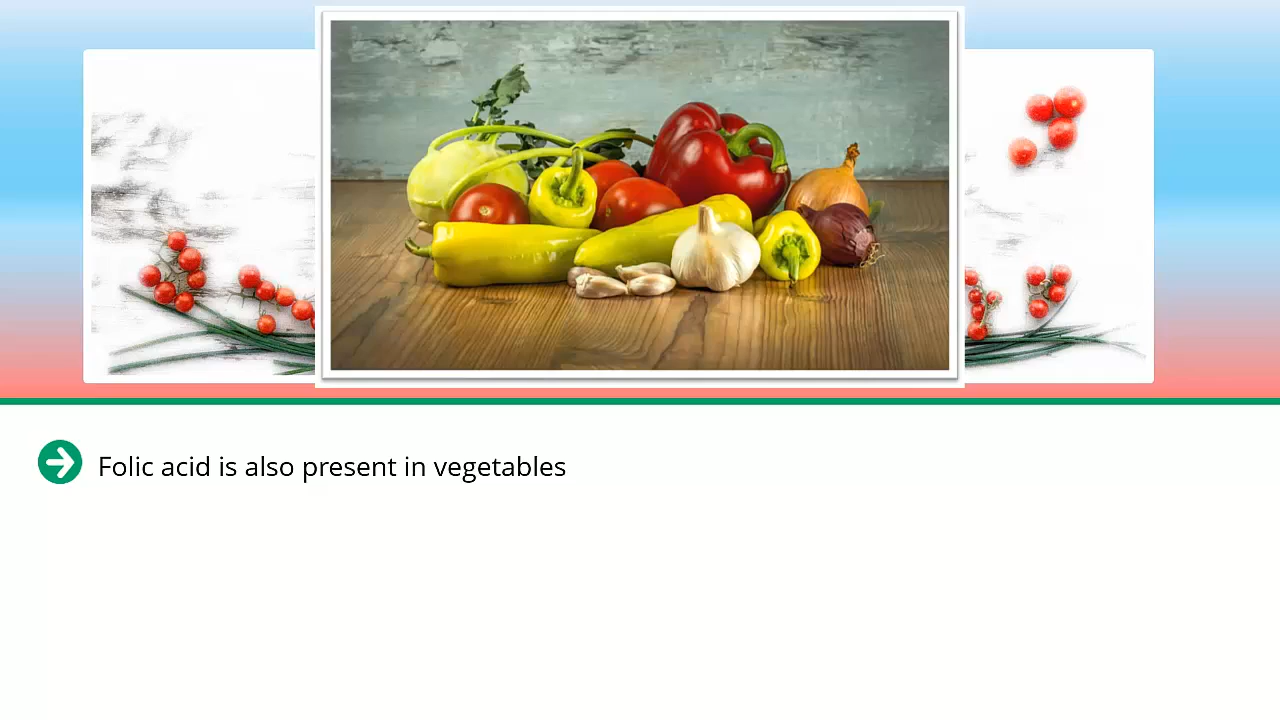 Folic acid is also present in vegetables